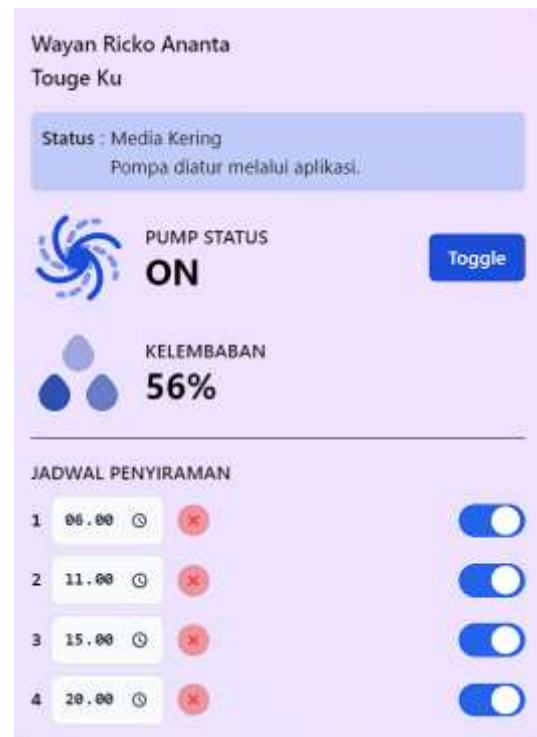 Wayan Ricko Ananta
Touge Ku
Status : Media Kering
Pompa diatur melalui aplikasi.
PUMP STATUS
ON
Toggle
KELEMBABAN
56%
JADWAL PENYIRAMAN
1 06.00
2 11.00
3 15.00
4 20.00